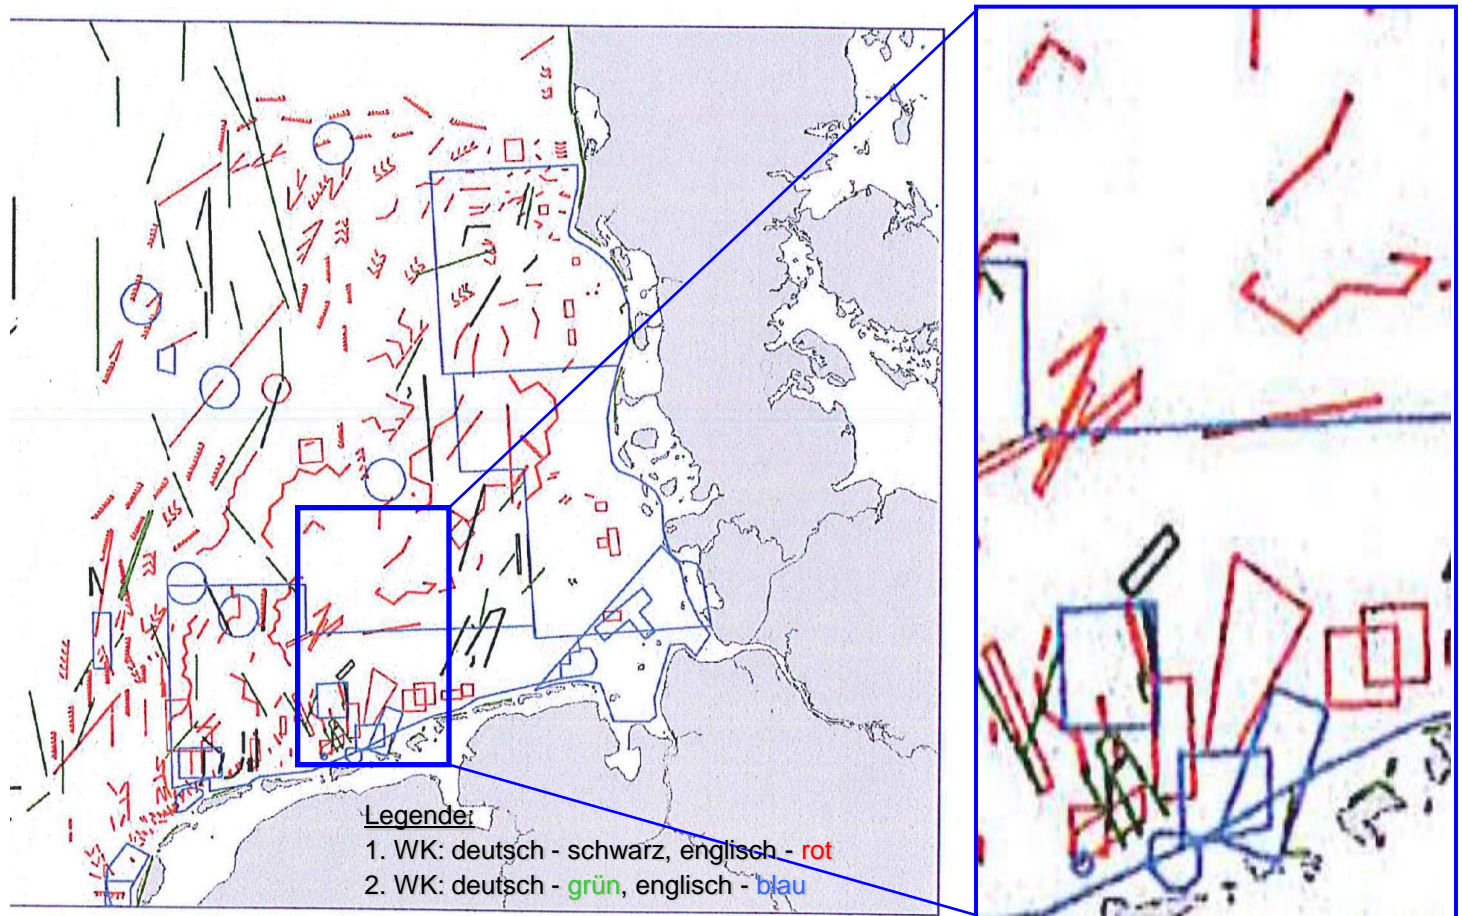 Legende:
1. WK: deutsch - schwarz, englisch - rot
2. WK: deutsch - grün, englisch - blau